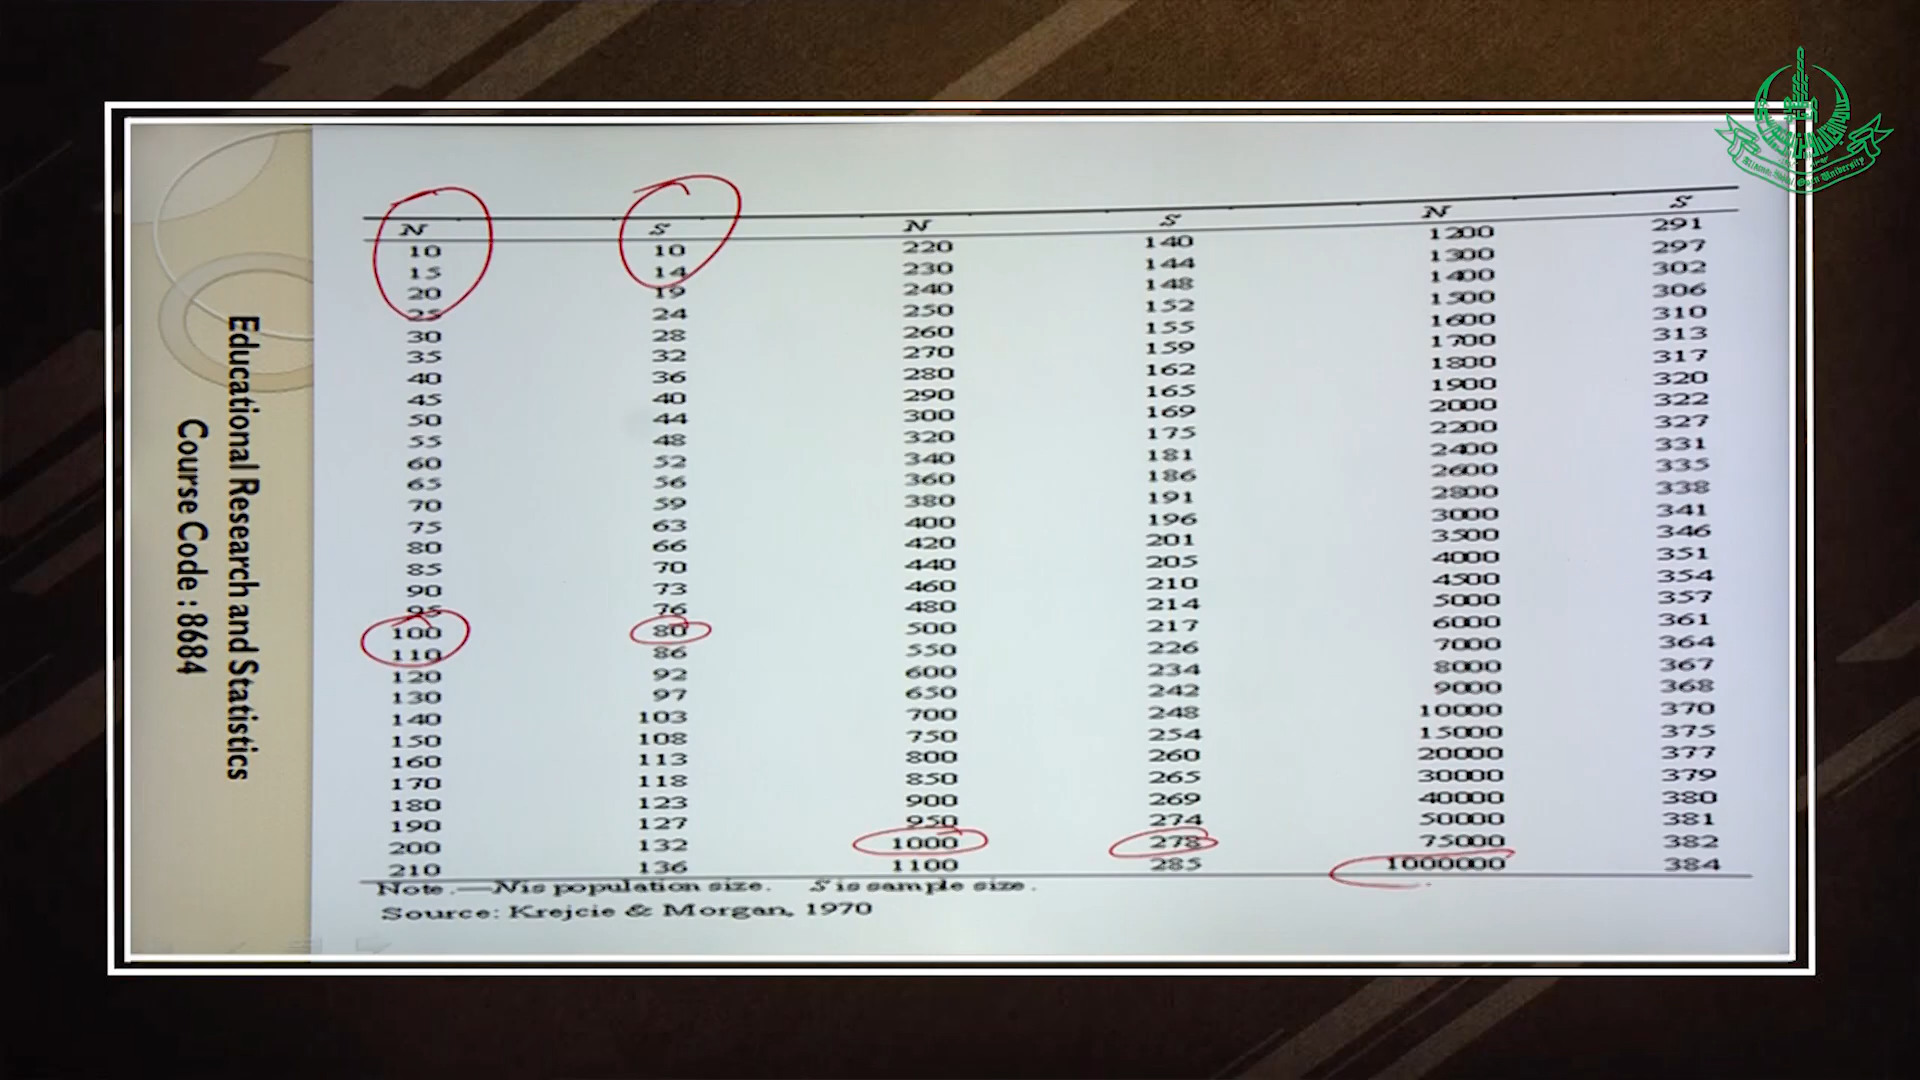 N S N S N S
10 10 220 140 1200 291
15 14 230 144 1300 297
20 19 240 148 1400 302
25 24 250 152 1500 306
30 28 260 155 1600 310
35 32 270 159 1700 313
40 36 280 162 1800 317
45 40 290 165 1900 320
50 44 300 169 2000 322
55 48 320 175 2200 327
60 52 340 181 2400 331
65 56 360 186 2600 335
70 59 380 191 2800 338
75 63 400 196 3000 341
80 66 420 201 3500 346
85 70 440 205 4000 351
90 73 460 210 4500 354
95 76 480 214 5000 357
100 80 500 217 6000 361
110 86 550 226 7000 364
120 92 600 234 8000 367
130 97 650 242 9000 368
140 103 700 248 10000 370
150 108 750 254 15000 375
160 113 800 260 20000 377
170 118 850 265 30000 379
180 123 900 269 40000 380
190 127 950 274 50000 381
200 132 1000 278 75000 382
210 136 1100 285 1000000 384
Note.—N is population size. S is sample size.
Source: Krejcie & Morgan, 1970
Educational Research and Statistics
Course Code : 8684
Allama Iqbal Open University